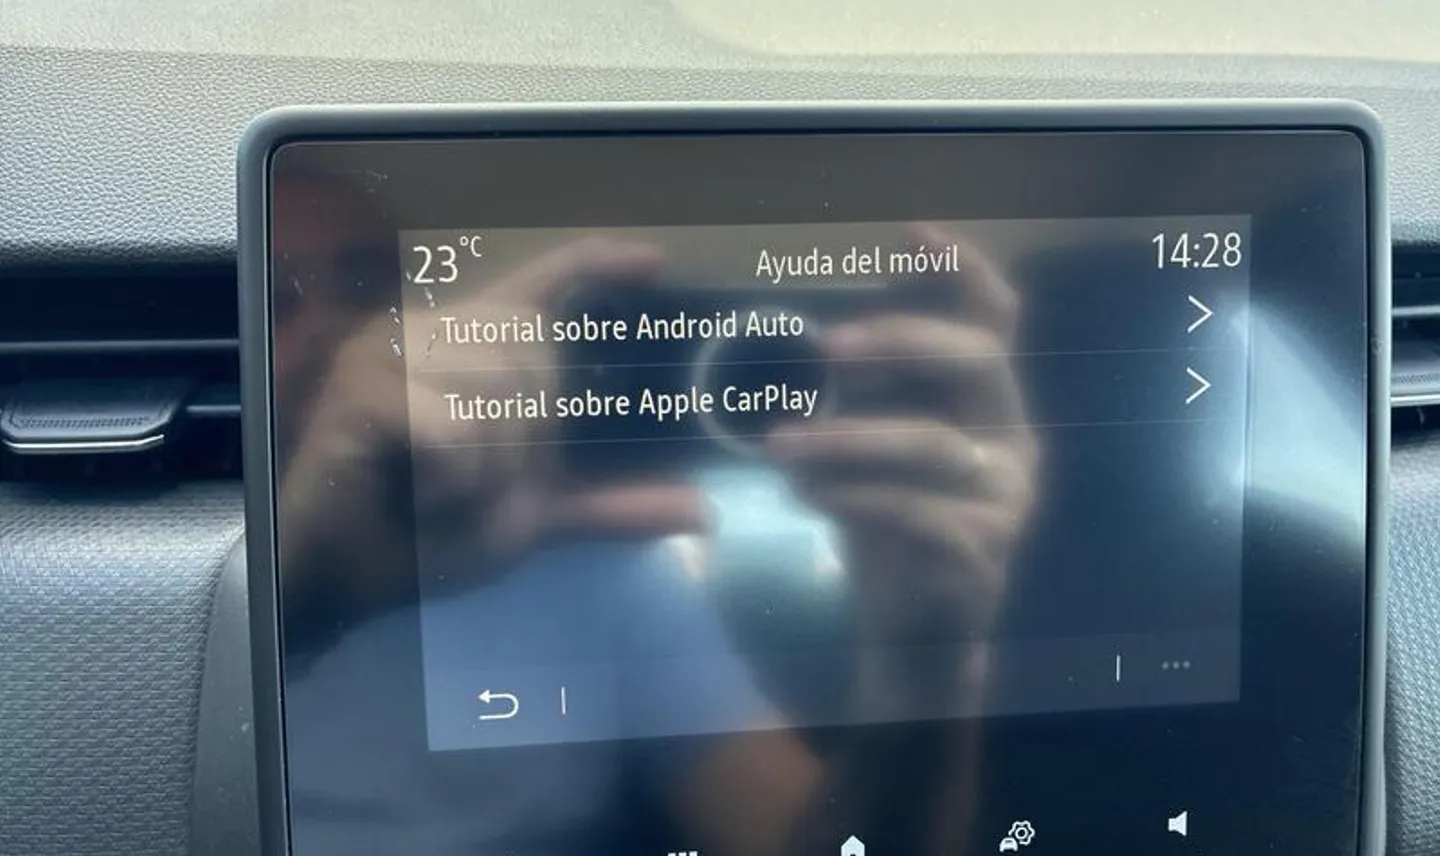 23°C
Ayuda del móvil
14:28
Tutorial sobre Android Auto
Tutorial sobre Apple CarPlay